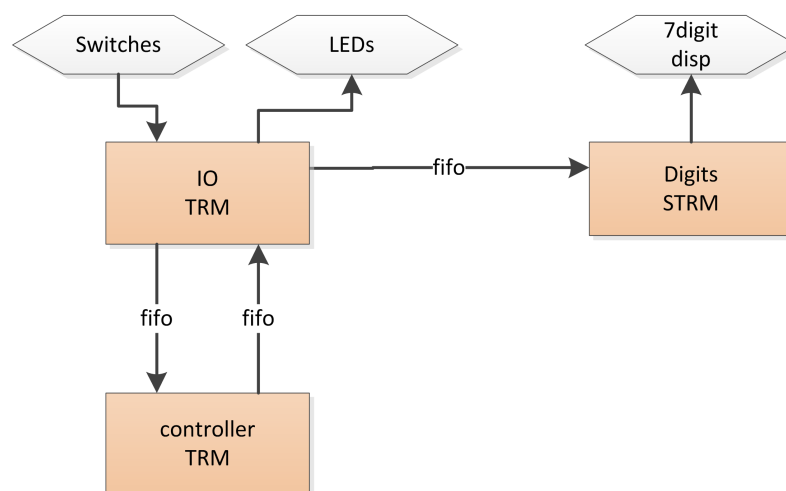 Switches
LEDs
7digit
disp
IO
TRM
fifo
Digits
STRM
fifo
fifo
controller
TRM